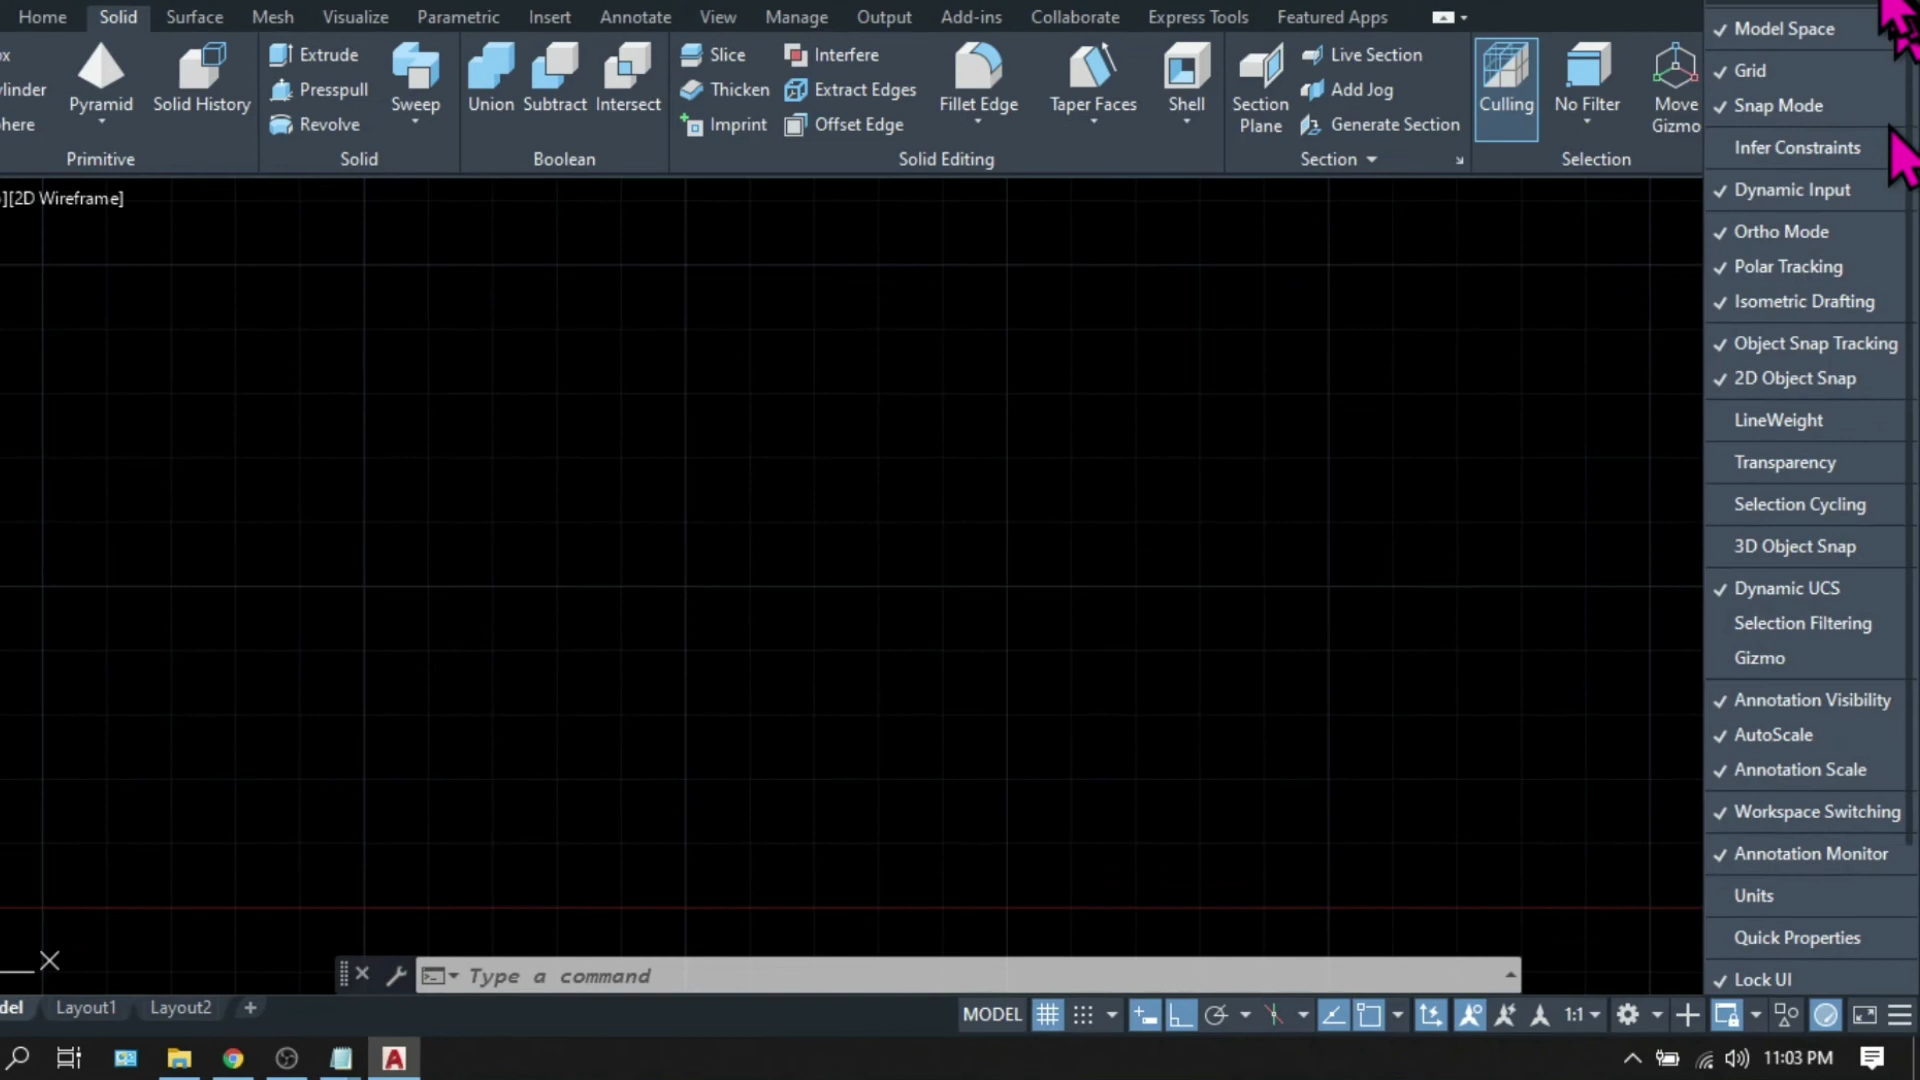 Home Solid Surface Mesh Visualize Parametric Insert Annotate View Manage Output Add-ins Collaborate Express Tools Featured Apps
Pyramid
Solid History
Primitive
Extrude
Presspull
Revolve
Sweep
Solid
Union
Subtract
Intersect
Boolean
Slice
Thicken
Imprint
Interfere
Extract Edges
Offset Edge
Fillet Edge
Taper Faces
Shell
Solid Editing
Section
Plane
Live Section
Add Jog
Generate Section
Section
Culling
No Filter
Move
Gizmo
Selection
][2D Wireframe]
Model Space
Grid
Snap Mode
Infer Constraints
Dynamic Input
Ortho Mode
Polar Tracking
Isometric Drafting
Object Snap Tracking
2D Object Snap
LineWeight
Transparency
Selection Cycling
3D Object Snap
Dynamic UCS
Selection Filtering
Gizmo
Annotation Visibility
AutoScale
Annotation Scale
Workspace Switching
Annotation Monitor
Units
Quick Properties
Lock UI
X
Type a command
Layout1 Layout2 +
MODEL 1:1
11:03 PM